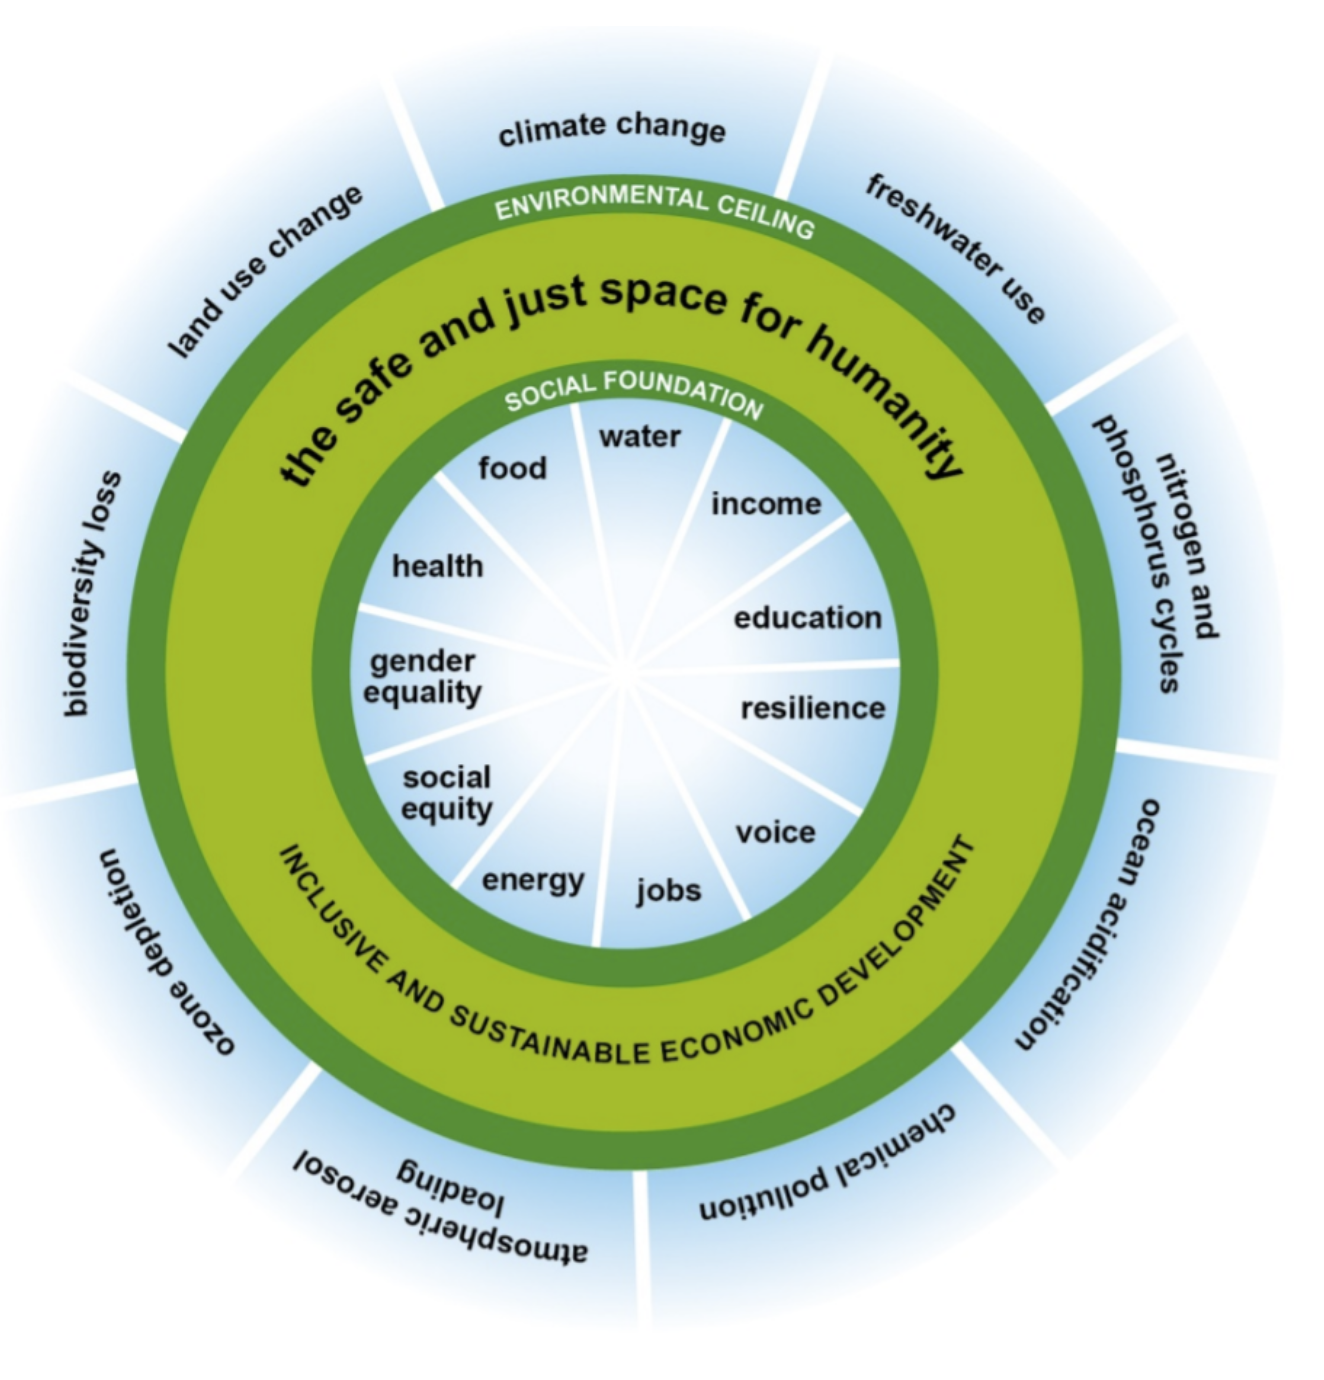 climate change
freshwater use
nitrogen and
phosphorus cycles
ocean acidification
chemical pollution
atmospheric aerosol
loading
ozone depletion
biodiversity loss
land use change
ENVIRONMENTAL CEILING
the safe and just space for humanity
SOCIAL FOUNDATION
water
income
education
resilience
voice
jobs
energy
social
equity
gender
equality
health
food
INCLUSIVE AND SUSTAINABLE ECONOMIC DEVELOPMENT